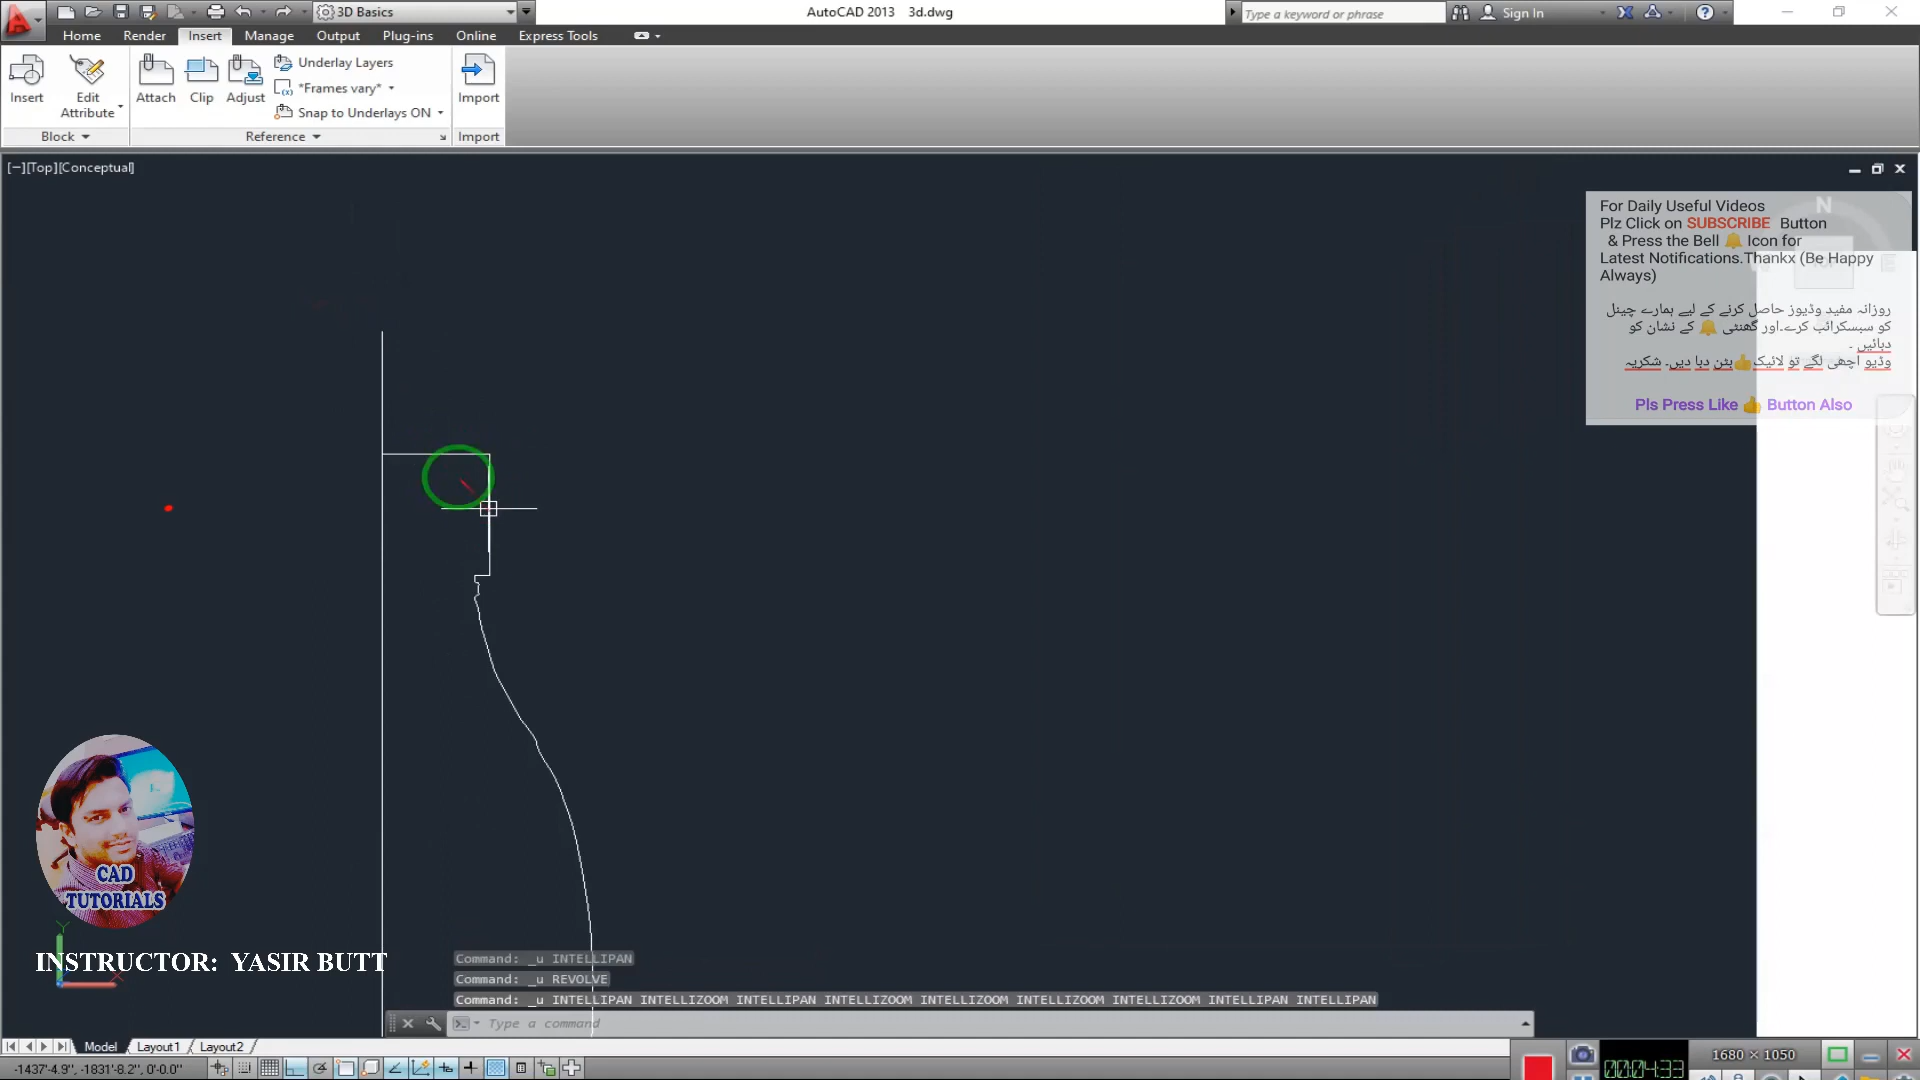 3D Basics
AutoCAD 2013 3d.dwg
Type a keyword or phrase
Sign In
Home Render Insert Manage Output Plug-ins Online Express Tools
Insert
Edit
Attribute
Attach Clip Adjust
Underlay Layers
*Frames vary*
Snap to Underlays ON
Import
Block Reference Import
[−][Top][Conceptual]
N
For Daily Useful Videos
Plz Click on SUBSCRIBE Button
& Press the Bell 🔔 Icon for
Latest Notifications.Thankx (Be Happy
Always)
روزانہ مفید وڈیوز حاصل کرنے کے لیے ہمارے چینل
کو سبسکرائب کرے۔اور گھنٹی 🔔 کے نشان کو
دبائیں ۔
وڈیو اچھی لگے تو لائیک👍بٹن دبا دیں۔ شکریہ
Pls Press Like 👍 Button Also
CAD
TUTORIALS
INSTRUCTOR: YASIR BUTT
Command: _u INTELLIPAN
Command: _u REVOLVE
Command: _u INTELLIPAN INTELLIZOOM INTELLIPAN INTELLIZOOM INTELLIZOOM INTELLIZOOM INTELLIZOOM INTELLIPAN INTELLIPAN
Type a command
Model Layout1 Layout2
-1437'-4.9", -1831'-8.2", 0'-0.0"
1680 × 1050
00:04:33